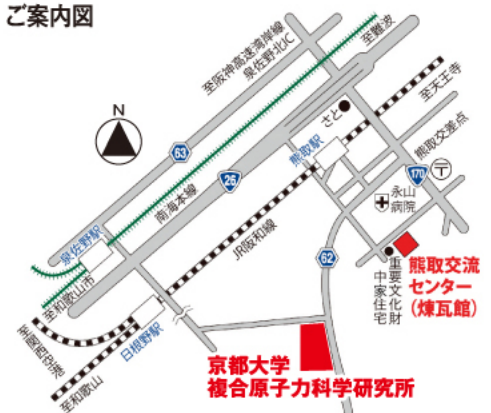 ご案内図
至阪神高速湾岸線
泉佐野北IC
至難波
至天王寺
N
63
さと
熊取駅
熊取交差点
26
南海本線
170
〒
永山
病院
泉佐野駅
JR阪和線
62
至和歌山市
重要文化財
中家住宅
熊取交流
センター
(煉瓦館)
至関西空港
日根野駅
至和歌山
京都大学
複合原子力科学研究所